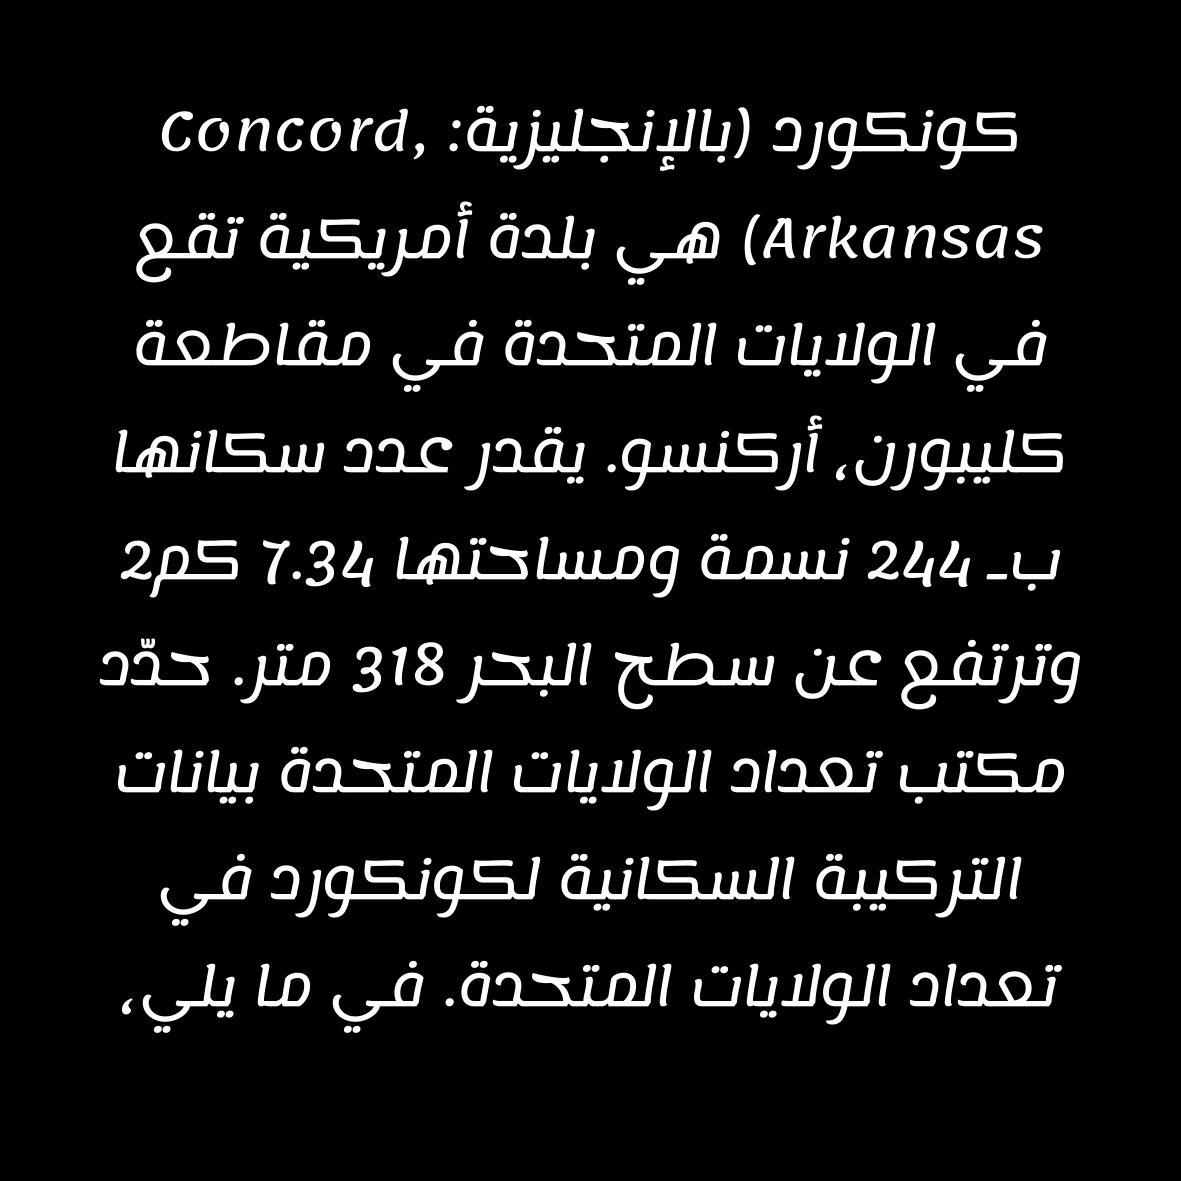 كونكورد (بالإنجليزية: Concord,
Arkansas) هي بلدة أمريكية تقع
في الولايات المتحدة في مقاطعة
كليبورن، أركنسو. يقدر عدد سكانها
بـ 244 نسمة ومساحتها 7.34 كم2
وترتفع عن سطح البحر 318 متر. حدّد
مكتب تعداد الولايات المتحدة بيانات
التركيبة السكانية لكونكورد في
تعداد الولايات المتحدة. في ما يلي،